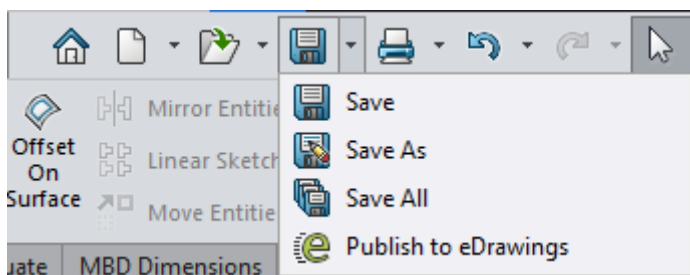 Save
Offset
On
Surface
Mirror Entitie
Linear Sketch
Move Entitie
Save As
Save All
Publish to eDrawings
uate
MBD Dimensions